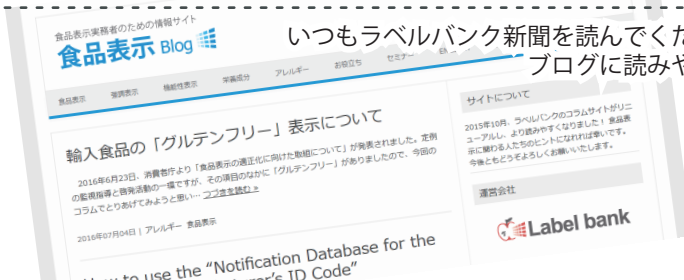 食品表示実務者のための情報サイト
食品表示 Blog
いつもラベルバンク新聞を読んでくだ
ブログに読みや
食品表示 強調表示 機能性表示 栄養成分 アレルギー お役立ち セミナー
輸入食品の「グルテンフリー」表示について
2016年6月23日、消費者庁より「食品表示の適正化に向けた取組について」が発表されました。定例
の監視指導と啓発活動の一環ですが、その項目のなかに「グルテンフリー」がありましたので、今回の
コラムでとりあげてみようと思い… つづきを読む »
2016年07月04日 | アレルギー 食品表示
to use the “Notification Database for the
's ID Code”
サイトについて
2015年10月、ラベルバンクのコラムサイトがリニ
ューアルし、より読みやすくなりました！ 食品表
示に関わる人たちのヒントになれれば幸いです。
今後ともどうぞよろしくお願いいたします。
運営会社
Label bank